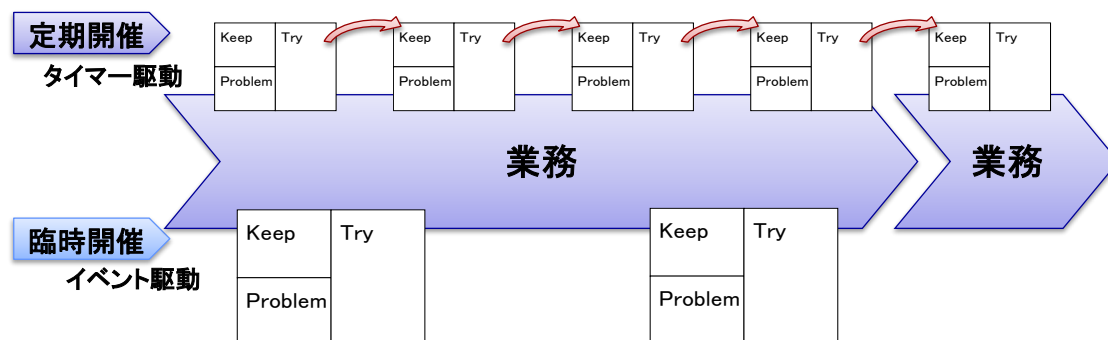 定期開催
タイマー駆動
Keep Try
Problem
Keep Try
Problem
Keep Try
Problem
Keep Try
Problem
Keep Try
Problem
業務
業務
臨時開催
イベント駆動
Keep Try
Problem
Keep Try
Problem